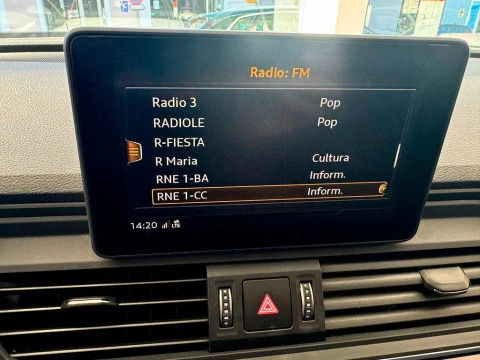 Radio: FM
Radio 3 Pop
RADIOLE Pop
R-FIESTA
R Maria Cultura
RNE 1-BA Inform.
RNE 1-CC Inform.
14:20 LTE